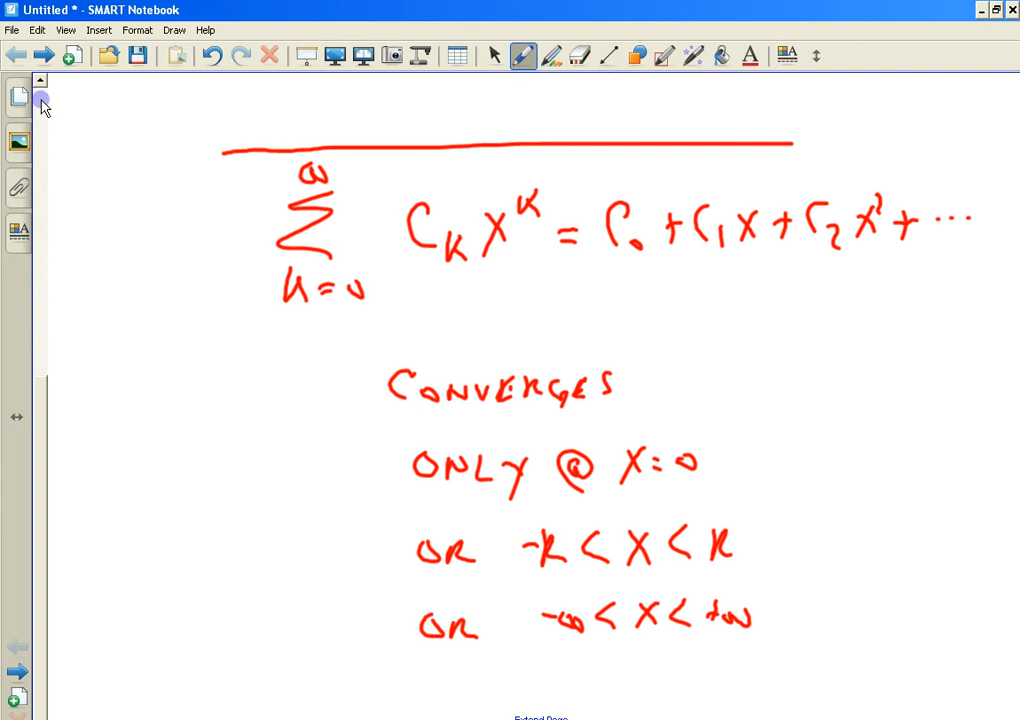 Untitled * - SMART Notebook
File Edit View Insert Format Draw Help
∞
Σ C_K X^K = C_0 + C_1 X + C_2 X^2 + ...
K = 0
CONVERGES
ONLY @ X = 0
OR -R < X < R
OR -∞ < X < +∞
Extend Page